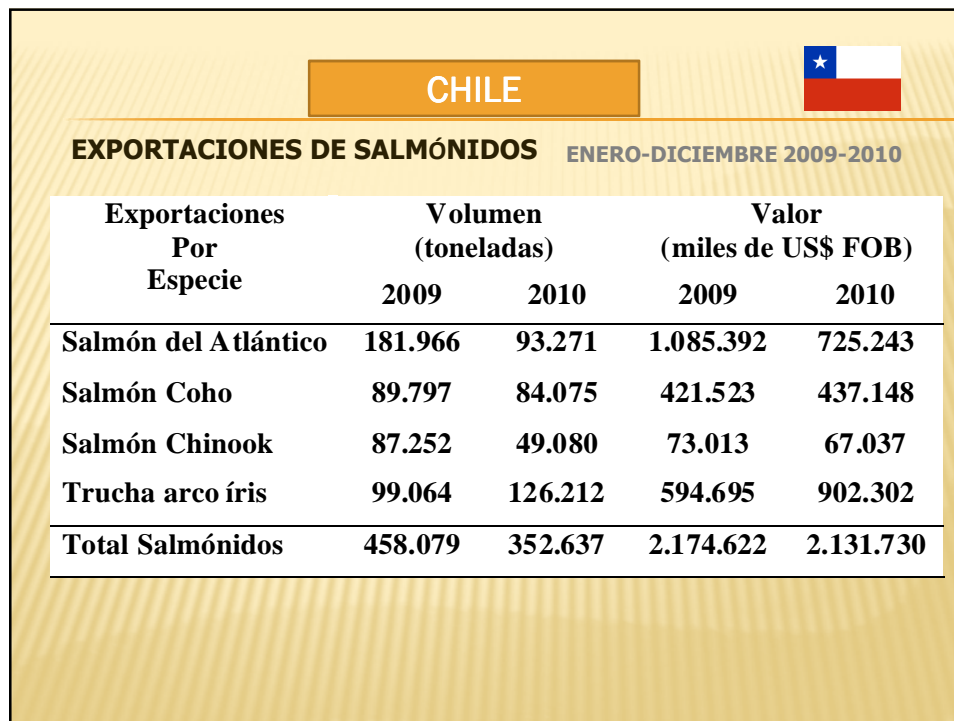 CHILE
EXPORTACIONES DE SALMÓNIDOS ENERO-DICIEMBRE 2009-2010
Exportaciones Volumen Valor
Por (toneladas) (miles de US$ FOB)
Especie
2009 2010 2009 2010
Salmón del Atlántico 181.966 93.271 1.085.392 725.243
Salmón Coho 89.797 84.075 421.523 437.148
Salmón Chinook 87.252 49.080 73.013 67.037
Trucha arco íris 99.064 126.212 594.695 902.302
Total Salmónidos 458.079 352.637 2.174.622 2.131.730